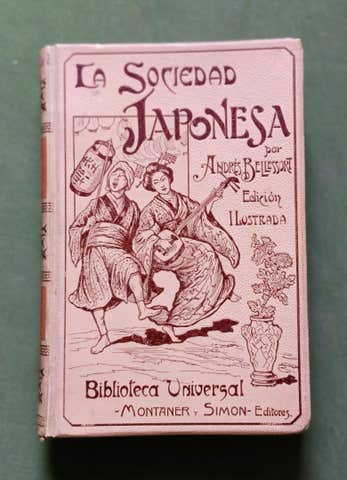 La Sociedad
Japonesa
por
Andrés Bellessort
Edición
Ilustrada
Biblioteca Universal
-Montaner y Simon- Editores